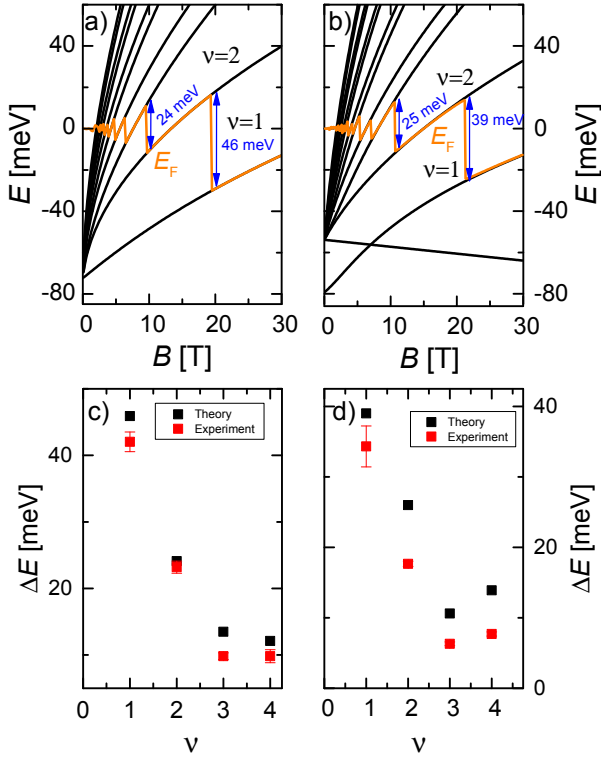 a)
b)
40
0
-40
-80
E [meV]
ν=2
24 meV
ν=1
46 meV
E_F
0 10 20 30
B [T]
ν=2
25 meV
39 meV
E_F
ν=1
40
0
-40
-80
E [meV]
0 10 20 30
B [T]
c)
Theory
Experiment
40
20
ΔE [meV]
0 1 2 3 4
ν
d)
Theory
Experiment
40
20
0
ΔE [meV]
0 1 2 3 4
ν